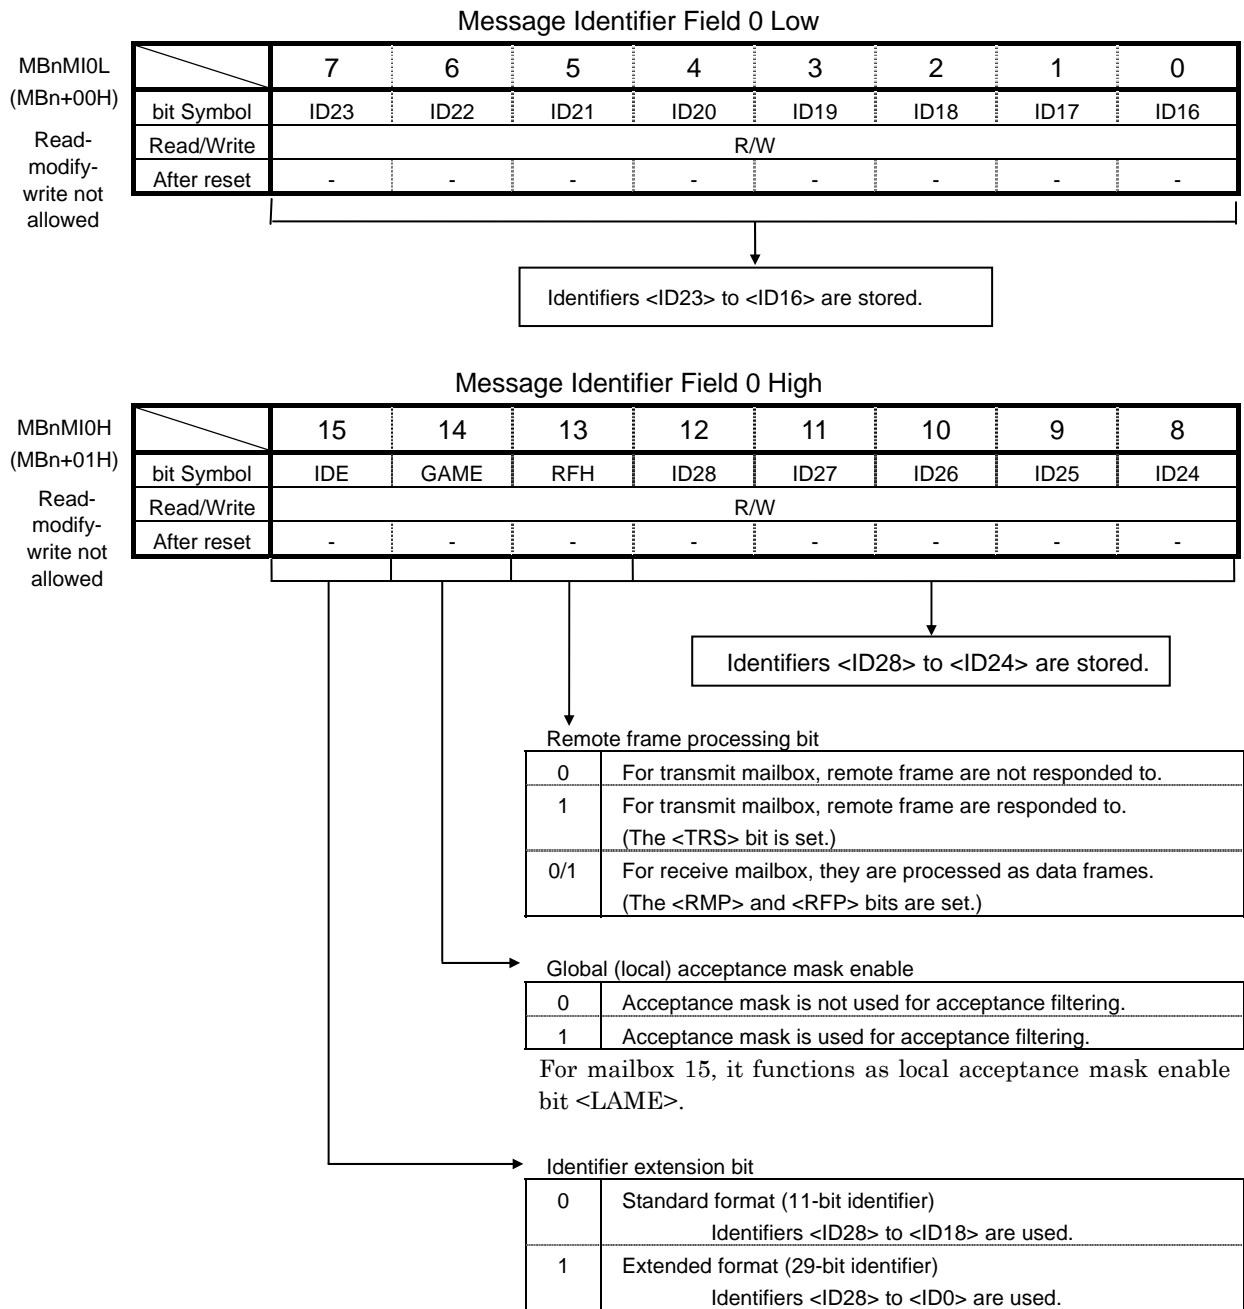 Message Identifier Field 0 Low
MBnMI0L
(MBn+00H)
Read-
modify-
write not
allowed
7 6 5 4 3 2 1 0
bit Symbol ID23 ID22 ID21 ID20 ID19 ID18 ID17 ID16
Read/Write R/W
After reset - - - - - - - -
Identifiers <ID23> to <ID16> are stored.
Message Identifier Field 0 High
MBnMI0H
(MBn+01H)
Read-
modify-
write not
allowed
15 14 13 12 11 10 9 8
bit Symbol IDE GAME RFH ID28 ID27 ID26 ID25 ID24
Read/Write R/W
After reset - - - - - - - -
Identifiers <ID28> to <ID24> are stored.
Remote frame processing bit
0 For transmit mailbox, remote frame are not responded to.
1 For transmit mailbox, remote frame are responded to.
(The <TRS> bit is set.)
0/1 For receive mailbox, they are processed as data frames.
(The <RMP> and <RFP> bits are set.)
Global (local) acceptance mask enable
0 Acceptance mask is not used for acceptance filtering.
1 Acceptance mask is used for acceptance filtering.
For mailbox 15, it functions as local acceptance mask enable
bit <LAME>.
Identifier extension bit
0 Standard format (11-bit identifier)
Identifiers <ID28> to <ID18> are used.
1 Extended format (29-bit identifier)
Identifiers <ID28> to <ID0> are used.